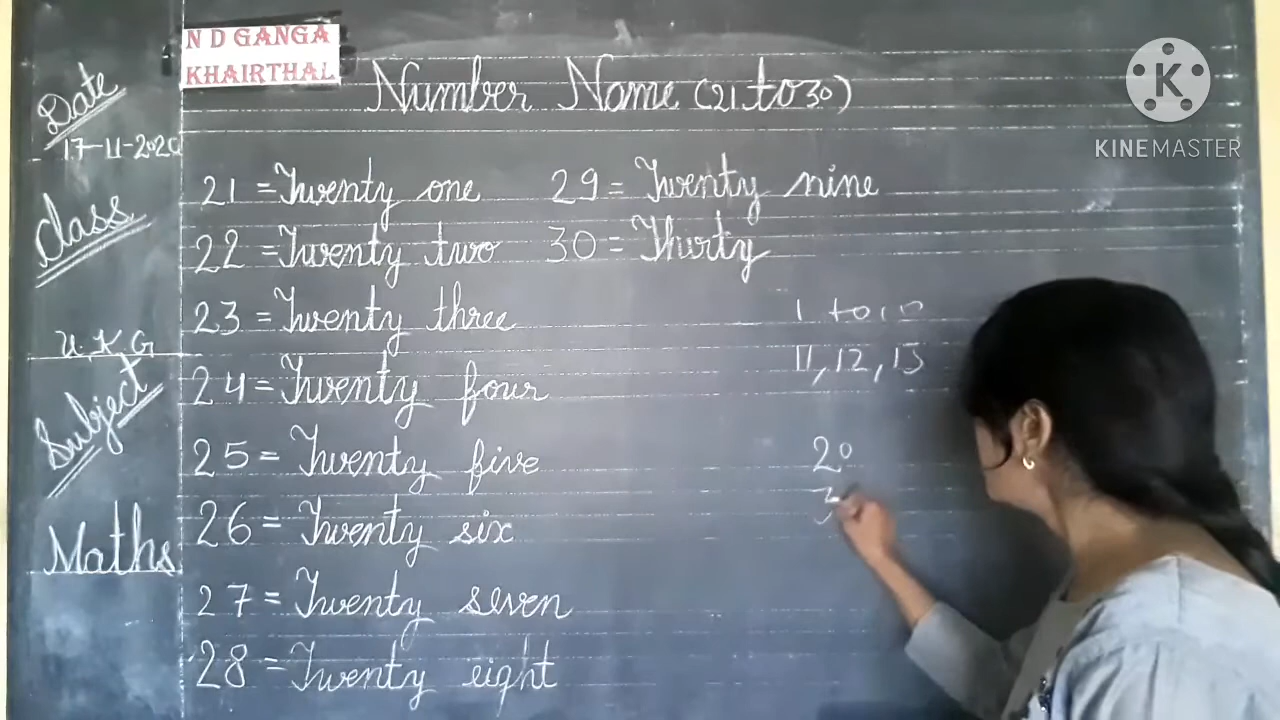 N D GANGA
KHAIRTHAL
Number Name (21 to 30)
K
KINEMASTER
Date
17-11-2020
Class
U.K.G
Subject
Maths
21 = Twenty one
22 = Twenty two
23 = Twenty three
24 = Twenty four
25 = Twenty five
26 = Twenty six
27 = Twenty seven
28 = Twenty eight
29 = Twenty nine
30 = Thirty
1 to 10
11, 12, 13
20